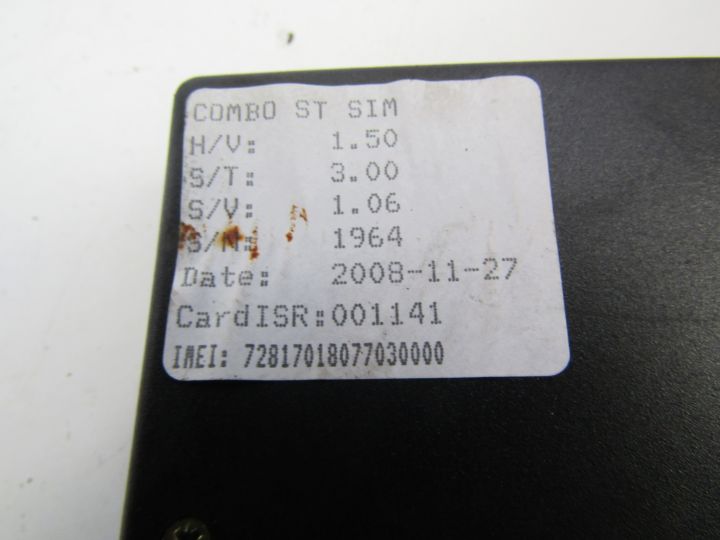 COMBO ST SIM
H/V: 1.50
S/T: 3.00
S/V: 1.06
S/N: 1964
Date: 2008-11-27
CardISR:001141
IMEI: 72817018077030000